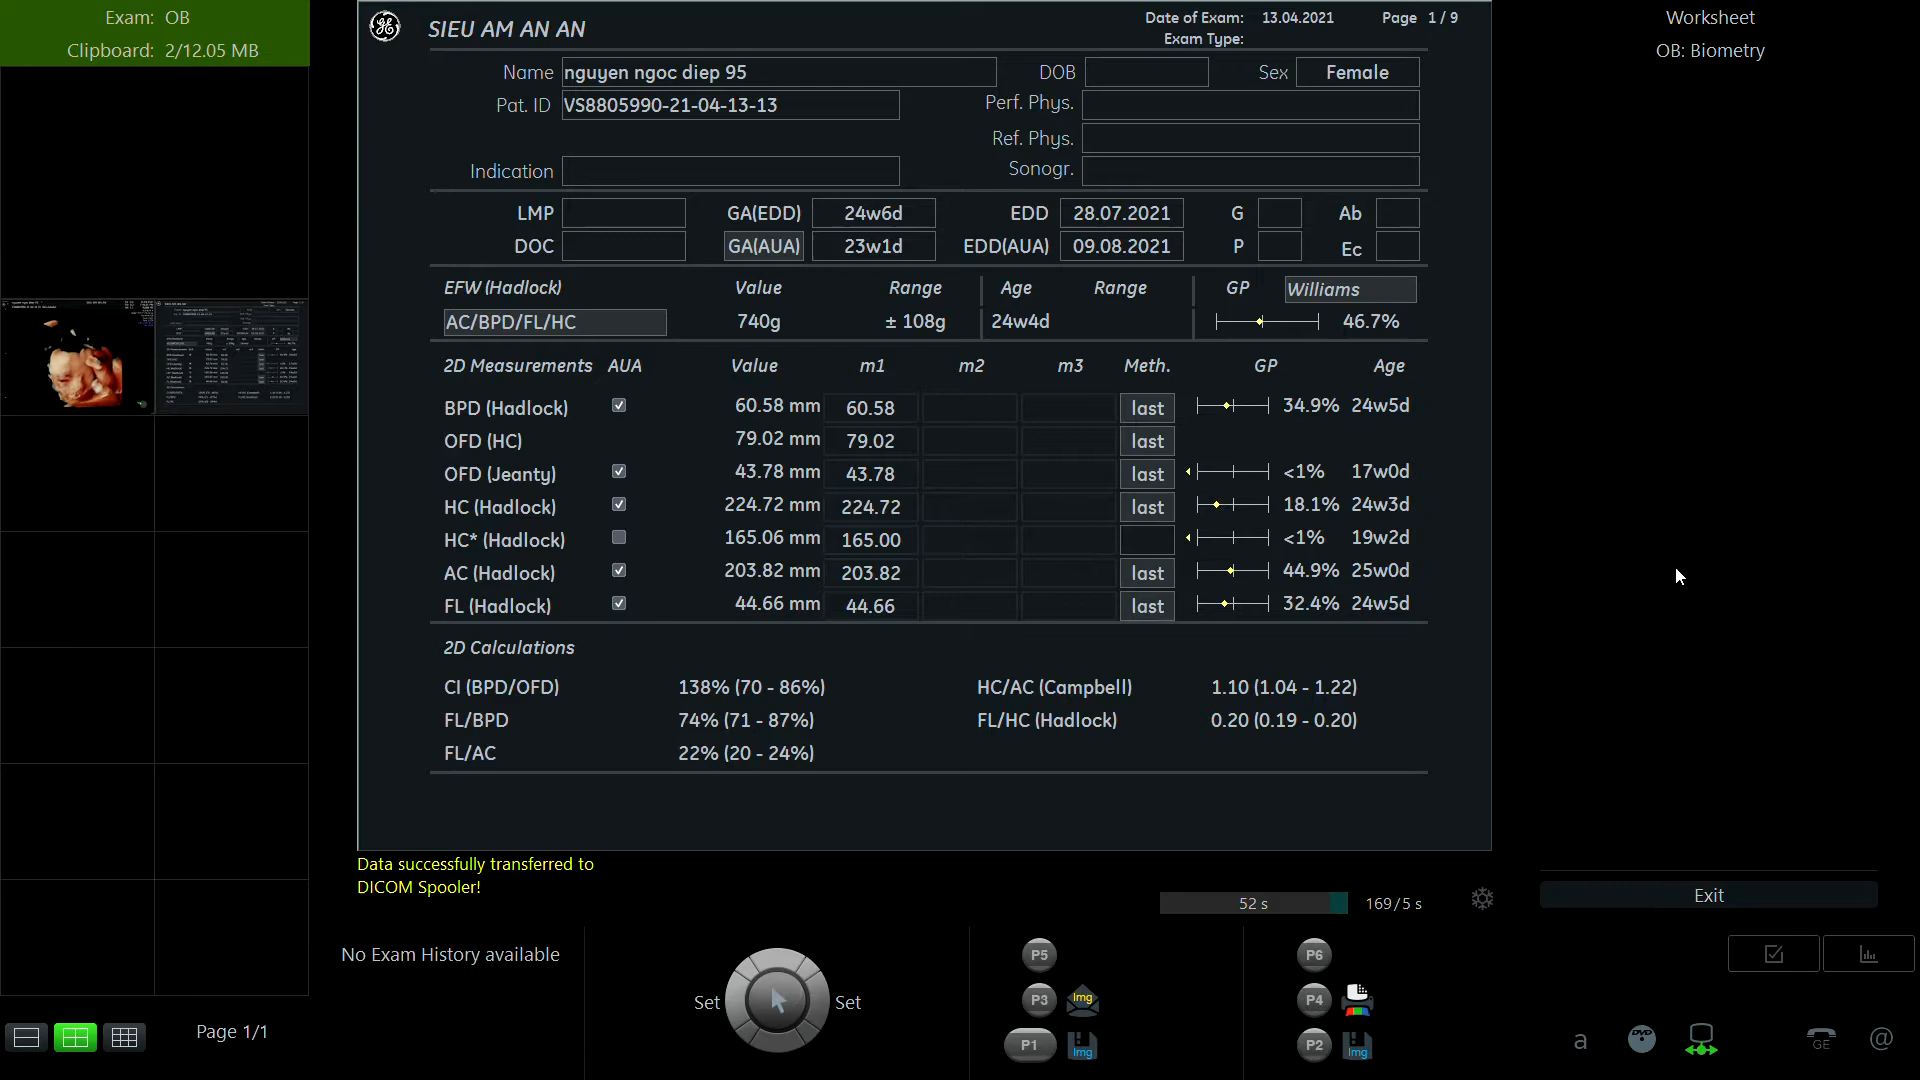 Exam: OB
Clipboard: 2/12.05 MB
SIEU AM AN AN
Date of Exam: 13.04.2021 Page 1 / 9
Exam Type:
Name nguyen ngoc diep 95 DOB Sex Female
Pat. ID VS8805990-21-04-13-13 Perf. Phys.
Ref. Phys.
Indication Sonogr.
LMP GA(EDD) 24w6d EDD 28.07.2021 G Ab
DOC GA(AUA) 23w1d EDD(AUA) 09.08.2021 P Ec
EFW (Hadlock) Value Range Age Range GP Williams
AC/BPD/FL/HC 740g ± 108g 24w4d 46.7%
2D Measurements AUA Value m1 m2 m3 Meth. GP Age
BPD (Hadlock) 60.58 mm 60.58 last 34.9% 24w5d
OFD (HC) 79.02 mm 79.02 last
OFD (Jeanty) 43.78 mm 43.78 last <1% 17w0d
HC (Hadlock) 224.72 mm 224.72 last 18.1% 24w3d
HC* (Hadlock) 165.06 mm 165.00 <1% 19w2d
AC (Hadlock) 203.82 mm 203.82 last 44.9% 25w0d
FL (Hadlock) 44.66 mm 44.66 last 32.4% 24w5d
2D Calculations
CI (BPD/OFD) 138% (70 - 86%) HC/AC (Campbell) 1.10 (1.04 - 1.22)
FL/BPD 74% (71 - 87%) FL/HC (Hadlock) 0.20 (0.19 - 0.20)
FL/AC 22% (20 - 24%)
Data successfully transferred to
DICOM Spooler!
52 s 169/5 s
Worksheet
OB: Biometry
Exit
No Exam History available
Set Set
P5 P6
P3 Img P4
P1 Img P2 Img
Page 1/1
a DVD GE @